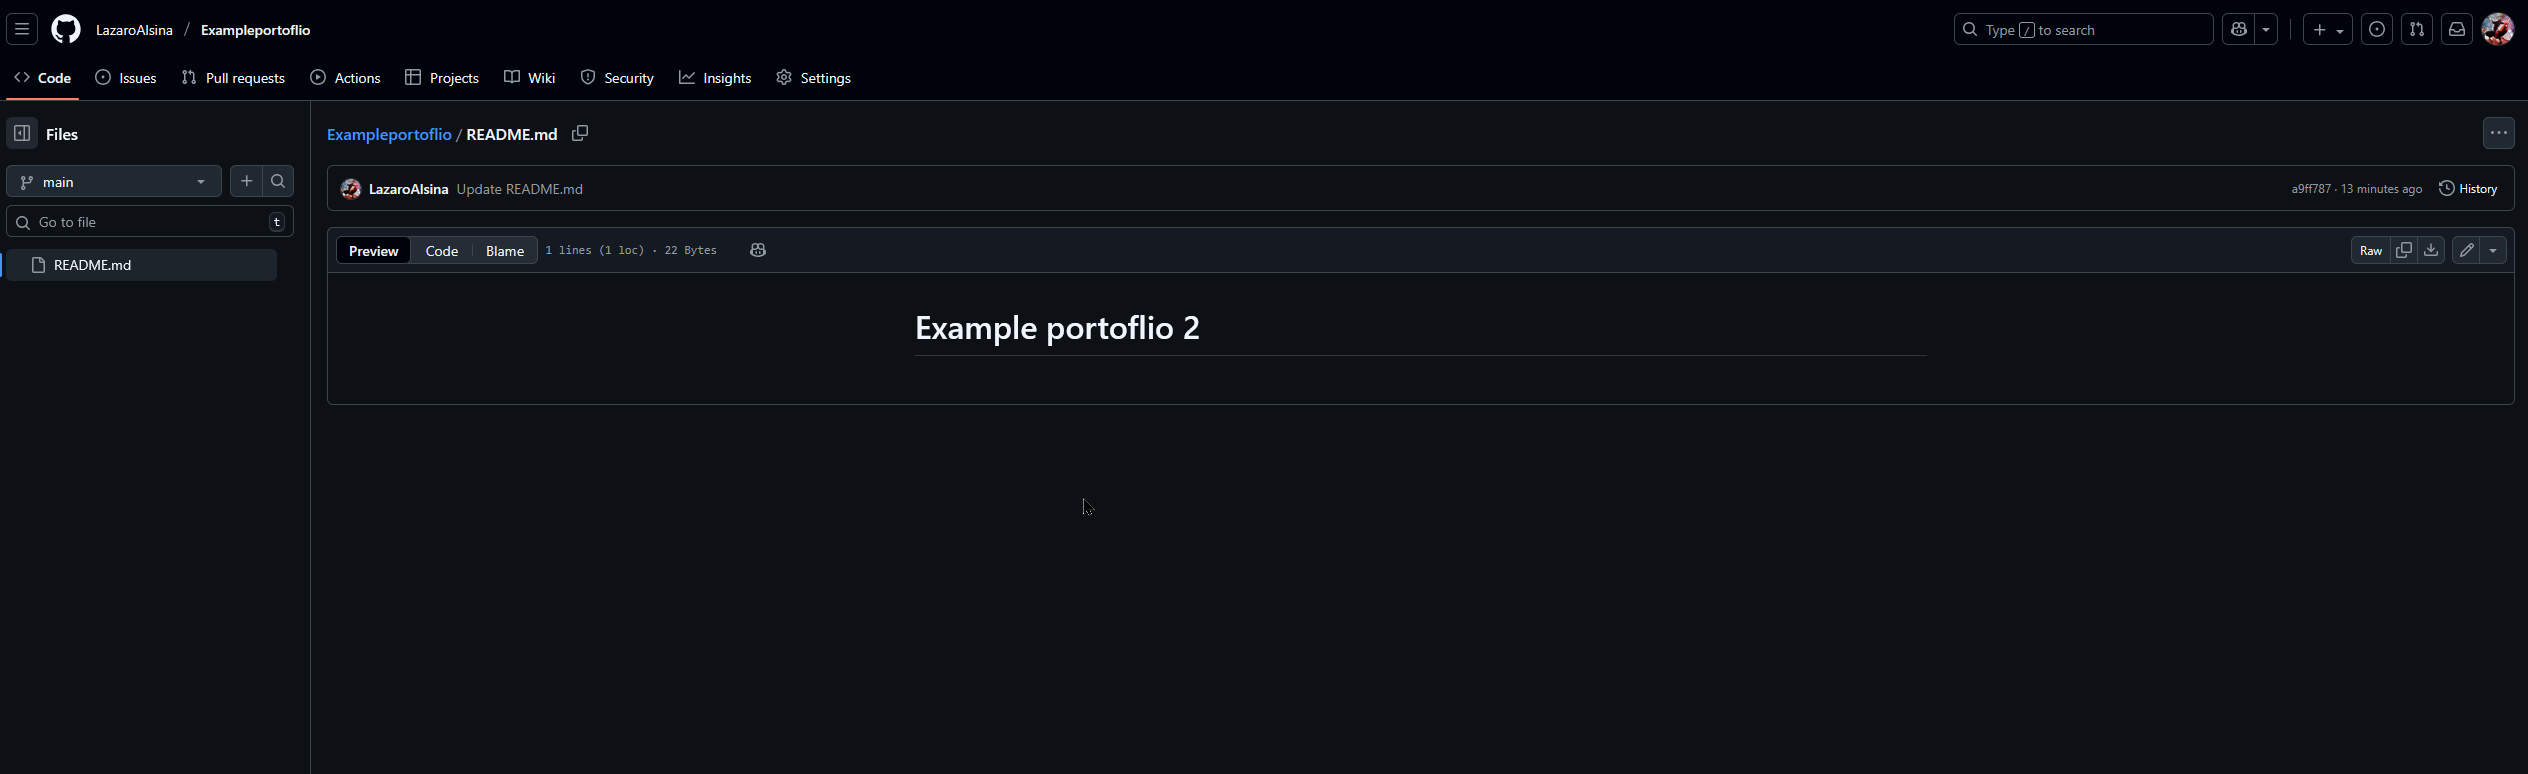 LazaroAlsina / Exampleportoflio
Type / to search
Code Issues Pull requests Actions Projects Wiki Security Insights Settings
Files
main
Go to file t
README.md
Exampleportoflio / README.md
LazaroAlsina Update README.md
a9ff787 · 13 minutes ago History
Preview Code Blame 1 lines (1 loc) · 22 Bytes
Raw
Example portoflio 2